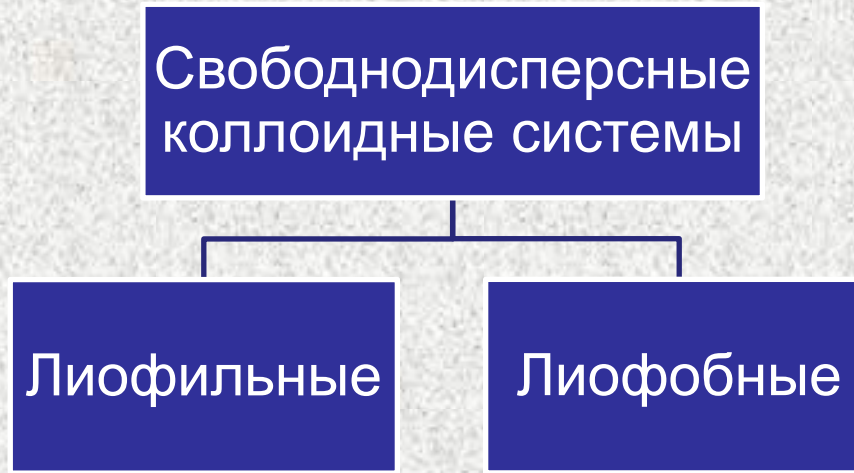 Свободнодисперсные
коллоидные системы
Лиофильные
Лиофобные